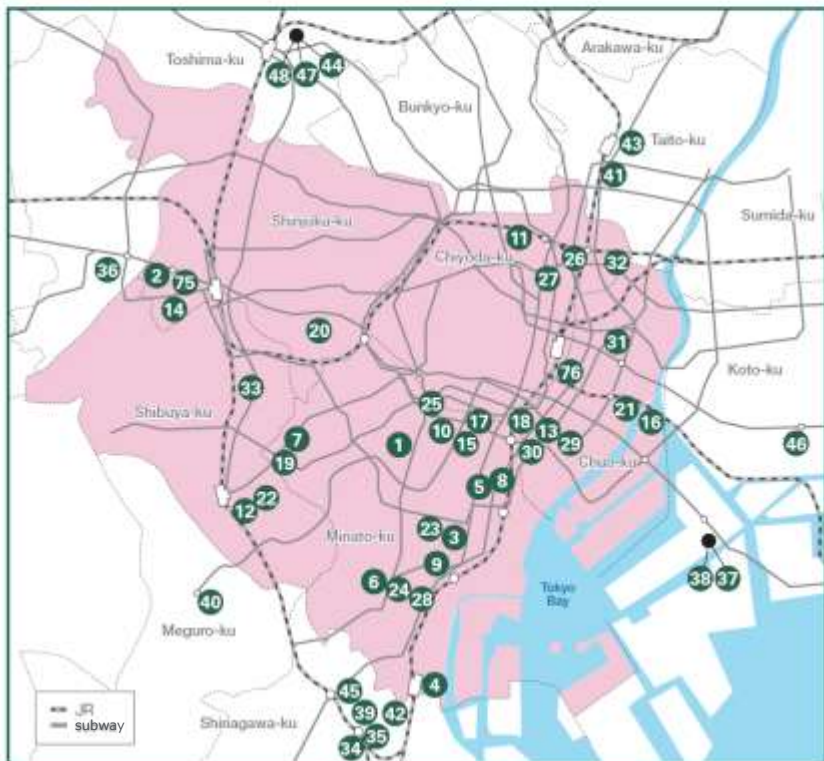 Toshima-ku
48 47 44
Arakawa-ku
Bunkyo-ku
43 Taito-ku
41
Shinjuku-ku
Sumida-ku
11
Chiyoda-ku
26 32
36 2 75
27
14
20
31
76
Koto-ku
33
25
21 16
Shibuya-ku
10 17 18 13
7
1
15 30 29
46
19
Chuo-ku
5 8
22
12
23 3
Minato-ku
9
38 37
6 24 28
Tokyo
Bay
40
Meguro-ku
4
45
39 42
JR
subway
Shinagawa-ku
35
34